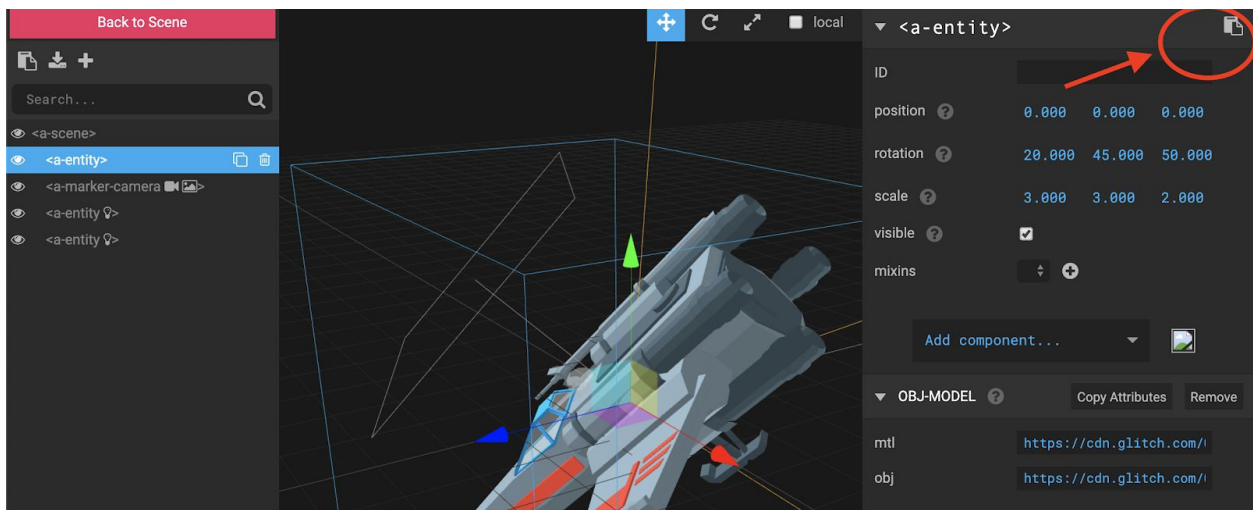 Back to Scene
local
Search...
<a-scene>
<a-entity>
<a-marker-camera >
<a-entity >
<a-entity >
<a-entity>
ID
position ? 0.000 0.000 0.000
rotation ? 20.000 45.000 50.000
scale ? 3.000 3.000 2.000
visible ?
mixins
Add component...
OBJ-MODEL ? Copy Attributes Remove
mtl https://cdn.glitch.com/
obj https://cdn.glitch.com/